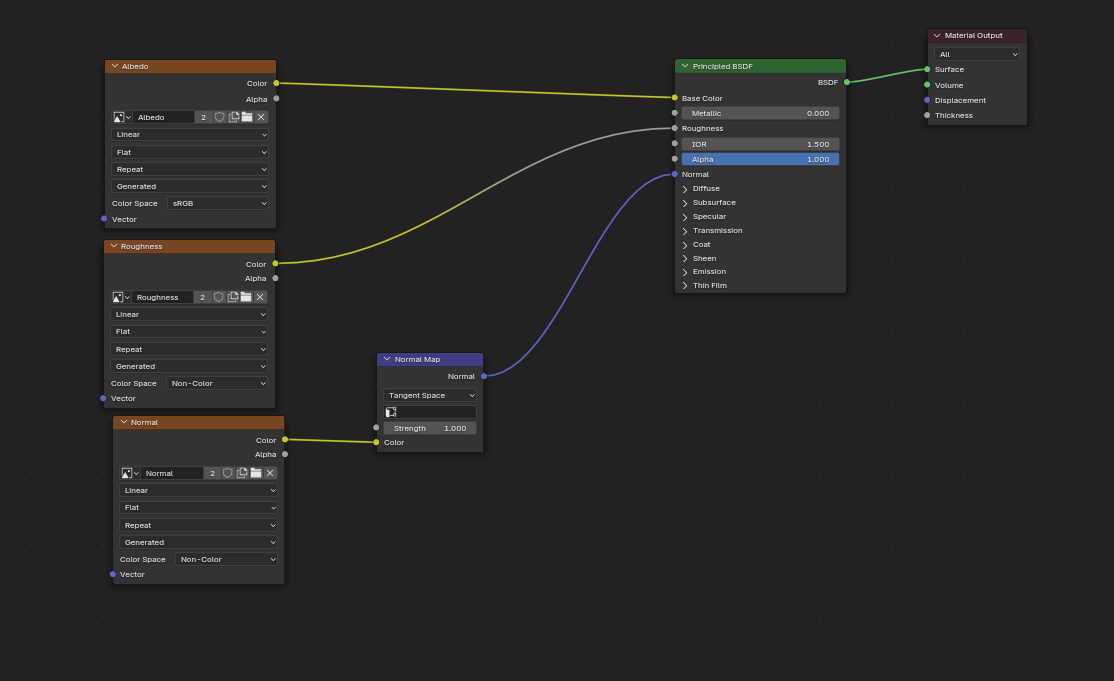 Albedo
Color
Alpha
Albedo 2
Linear
Flat
Repeat
Generated
Color Space sRGB
Vector
Roughness
Color
Alpha
Roughness 2
Linear
Flat
Repeat
Generated
Color Space Non-Color
Vector
Normal
Color
Alpha
Normal 2
Linear
Flat
Repeat
Generated
Color Space Non-Color
Vector
Normal Map
Normal
Tangent Space
Strength 1.000
Color
Principled BSDF
BSDF
Base Color
Metallic 0.000
Roughness
IOR 1.500
Alpha 1.000
Normal
Diffuse
Subsurface
Specular
Transmission
Coat
Sheen
Emission
Thin Film
Material Output
All
Surface
Volume
Displacement
Thickness